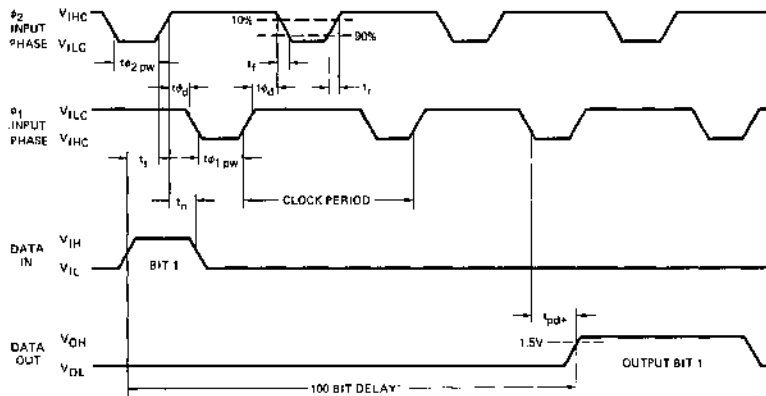 ϕ2
INPUT
PHASE
VIHC
VILC
10%
90%
tϕ2 pw
tf
tr
tϕd
tϕd
ϕ1
INPUT
PHASE
VILC
VIHC
ts
tϕ1 pw
tn
CLOCK PERIOD
DATA
IN
VIH
VIL
BIT 1
tpd+
DATA
OUT
VOH
VOL
1.5V
OUTPUT BIT 1
100 BIT DELAY